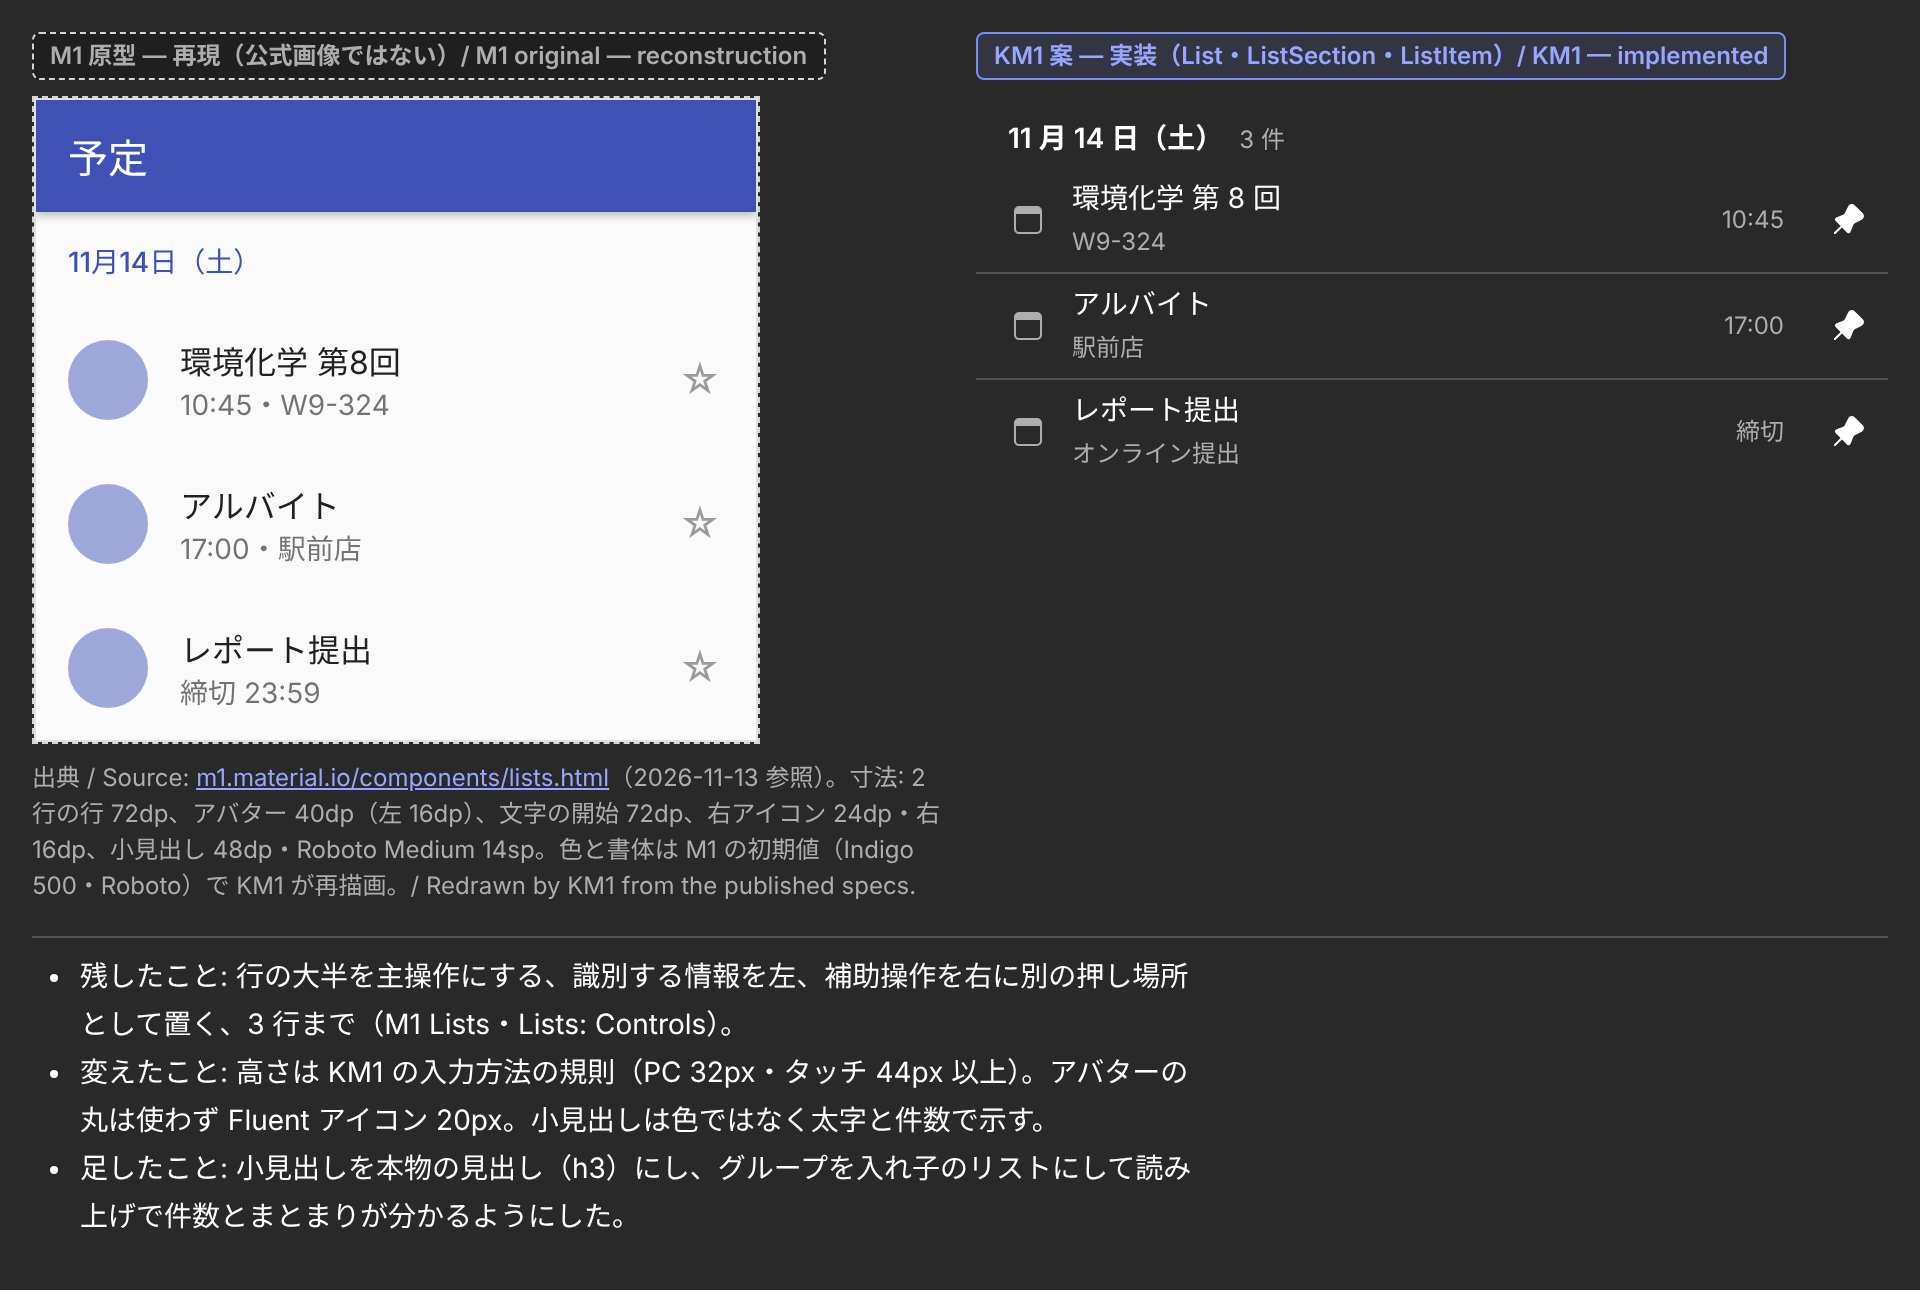 M1 原型 — 再現（公式画像ではない）/ M1 original — reconstruction
予定
11月14日（土）
環境化学 第8回
10:45・W9-324
アルバイト
17:00・駅前店
レポート提出
締切 23:59
出典 / Source: m1.material.io/components/lists.html（2026-11-13 参照）。寸法: 2
行の行 72dp、アバター 40dp（左 16dp）、文字の開始 72dp、右アイコン 24dp・右
16dp、小見出し 48dp・Roboto Medium 14sp。色と書体は M1 の初期値（Indigo
500・Roboto）で KM1 が再描画。/ Redrawn by KM1 from the published specs.
KM1 案 — 実装（List・ListSection・ListItem）/ KM1 — implemented
11 月 14 日（土） 3 件
環境化学 第 8 回
W9-324
10:45
アルバイト
駅前店
17:00
レポート提出
オンライン提出
締切
• 残したこと: 行の大半を主操作にする、識別する情報を左、補助操作を右に別の押し場所
として置く、3 行まで（M1 Lists・Lists: Controls）。
• 変えたこと: 高さは KM1 の入力方法の規則（PC 32px・タッチ 44px 以上）。アバターの
丸は使わず Fluent アイコン 20px。小見出しは色ではなく太字と件数で示す。
• 足したこと: 小見出しを本物の見出し（h3）にし、グループを入れ子のリストにして読み
上げで件数とまとまりが分かるようにした。